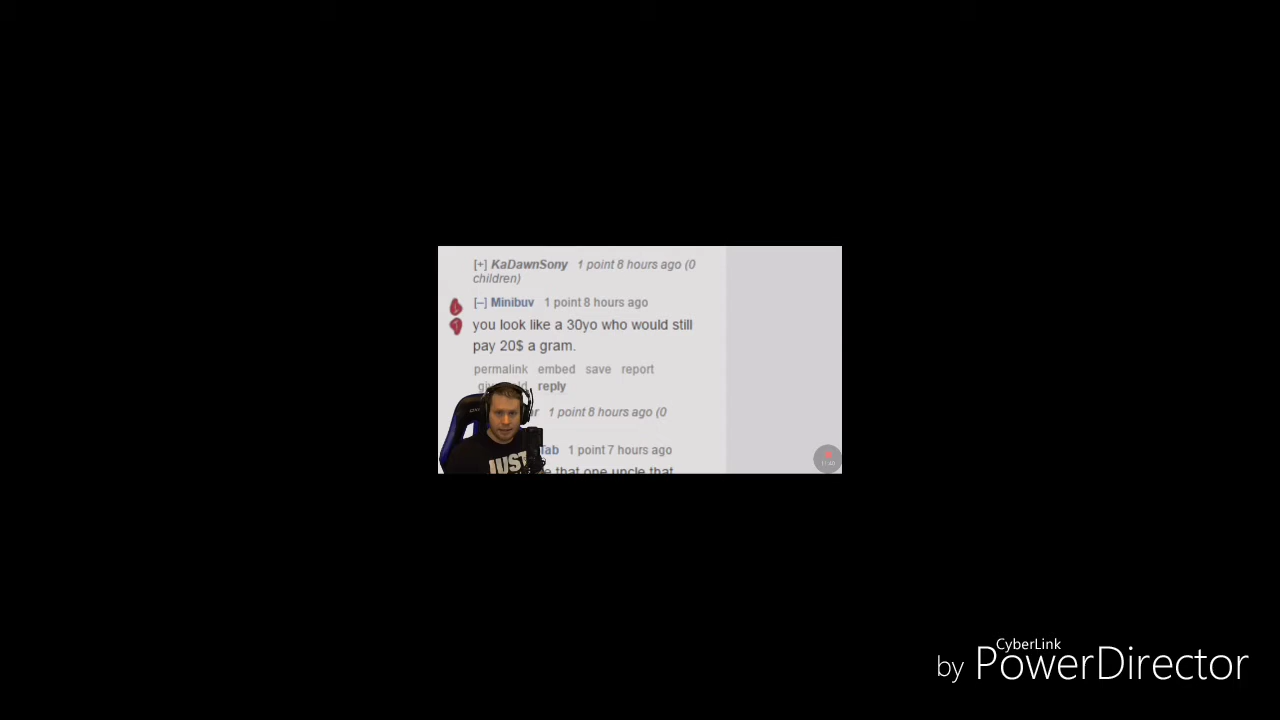 [+] KaDawnSony 1 point 8 hours ago (0
children)
[–] Minibuv 1 point 8 hours ago
you look like a 30yo who would still
pay 20$ a gram.
permalink embed save report
reply
1 point 8 hours ago (0
1 point 7 hours ago
that one uncle that
JUST
CyberLink
by PowerDirector